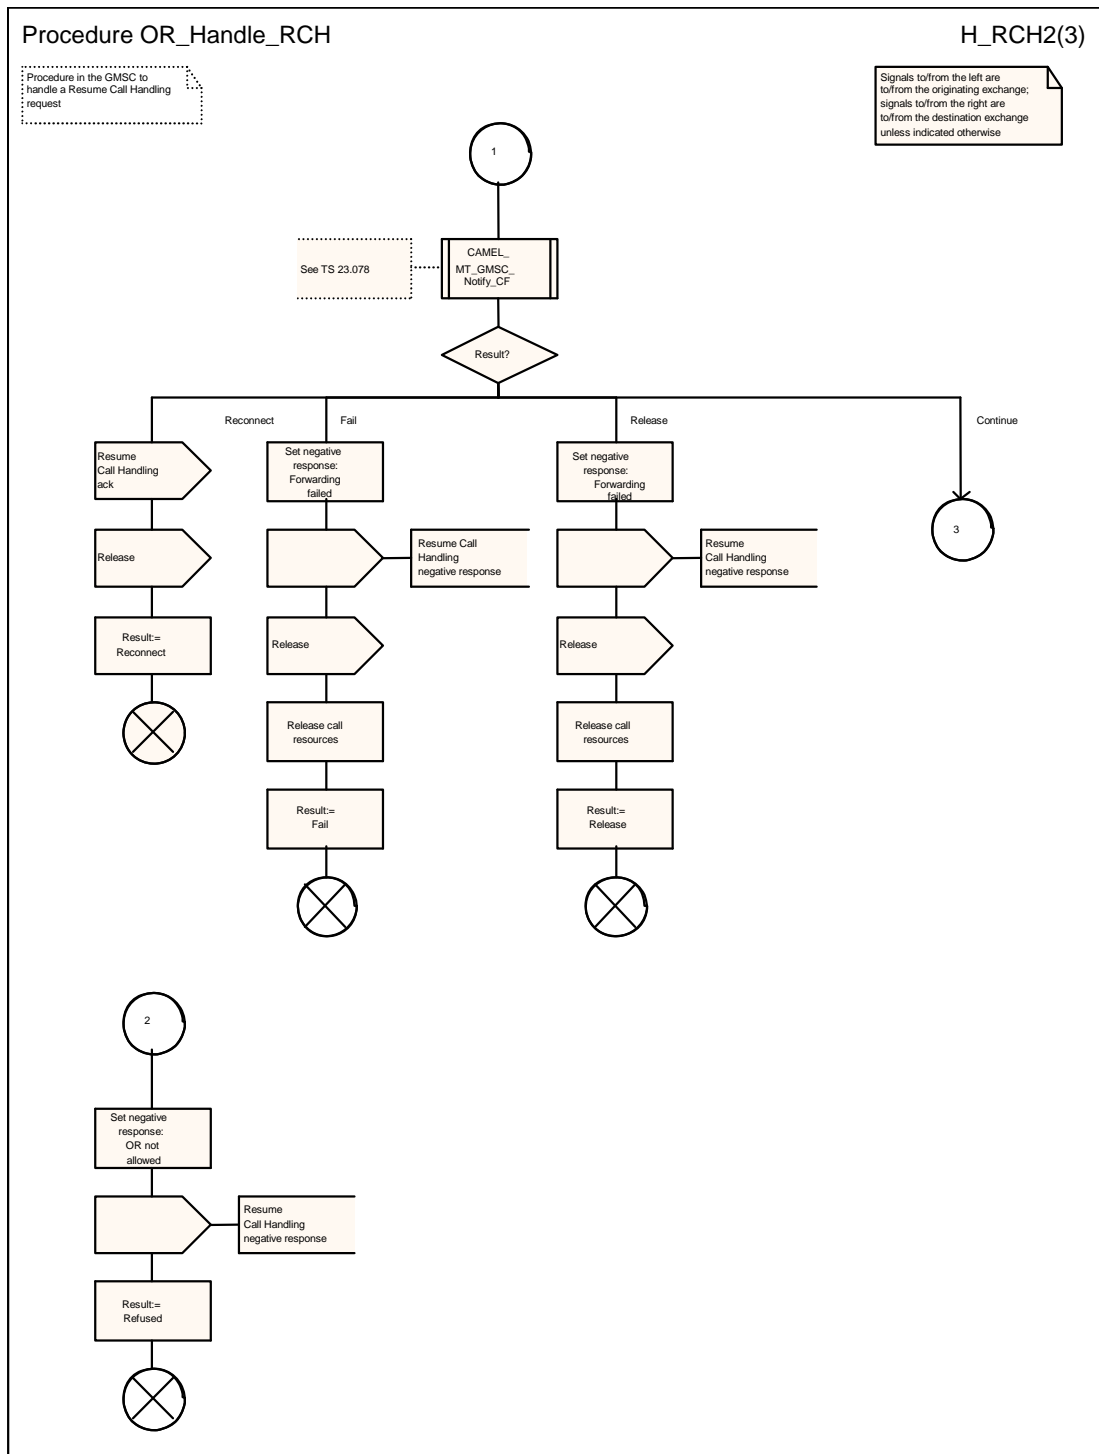 Procedure OR_Handle_RCH
H_RCH2(3)
Procedure in the GMSC to
handle a Resume Call Handling
request
Signals to/from the left are
to/from the originating exchange;
signals to/from the right are
to/from the destination exchange
unless indicated otherwise
1
See TS 23.078
CAMEL_
MT_GMSC_
Notify_CF
Result?
Reconnect
Fail
Release
Continue
Resume
Call Handling
ack
Set negative
response:
Forwarding
failed
Set negative
response:
Forwarding
failed
3
Release
Resume Call
Handling
negative response
Resume
Call Handling
negative response
Result:=
Reconnect
Release
Release
Release call
resources
Release call
resources
Result:=
Fail
Result:=
Release
2
Set negative
response:
OR not
allowed
Resume
Call Handling
negative response
Result:=
Refused